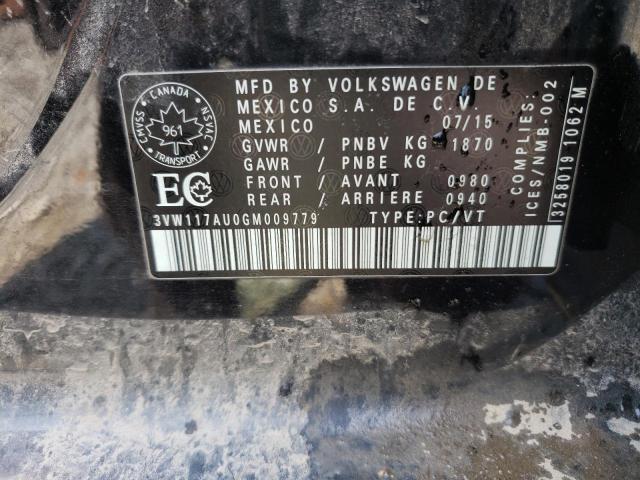 MFD BY VOLKSWAGEN DE
MEXICO S.A. DE C.V.
MEXICO 07/15
GVWR / PNBV KG 1870
GAWR / PNBE KG
FRONT / AVANT 0980
REAR / ARRIERE 0940
3VW117AU0GM009779 TYPE:PC/VT
CANADA
CMVSS
NSVAC
961
TRANSPORT
EC
COMPLIES
ICES/NMB-002
3258019 1062 M